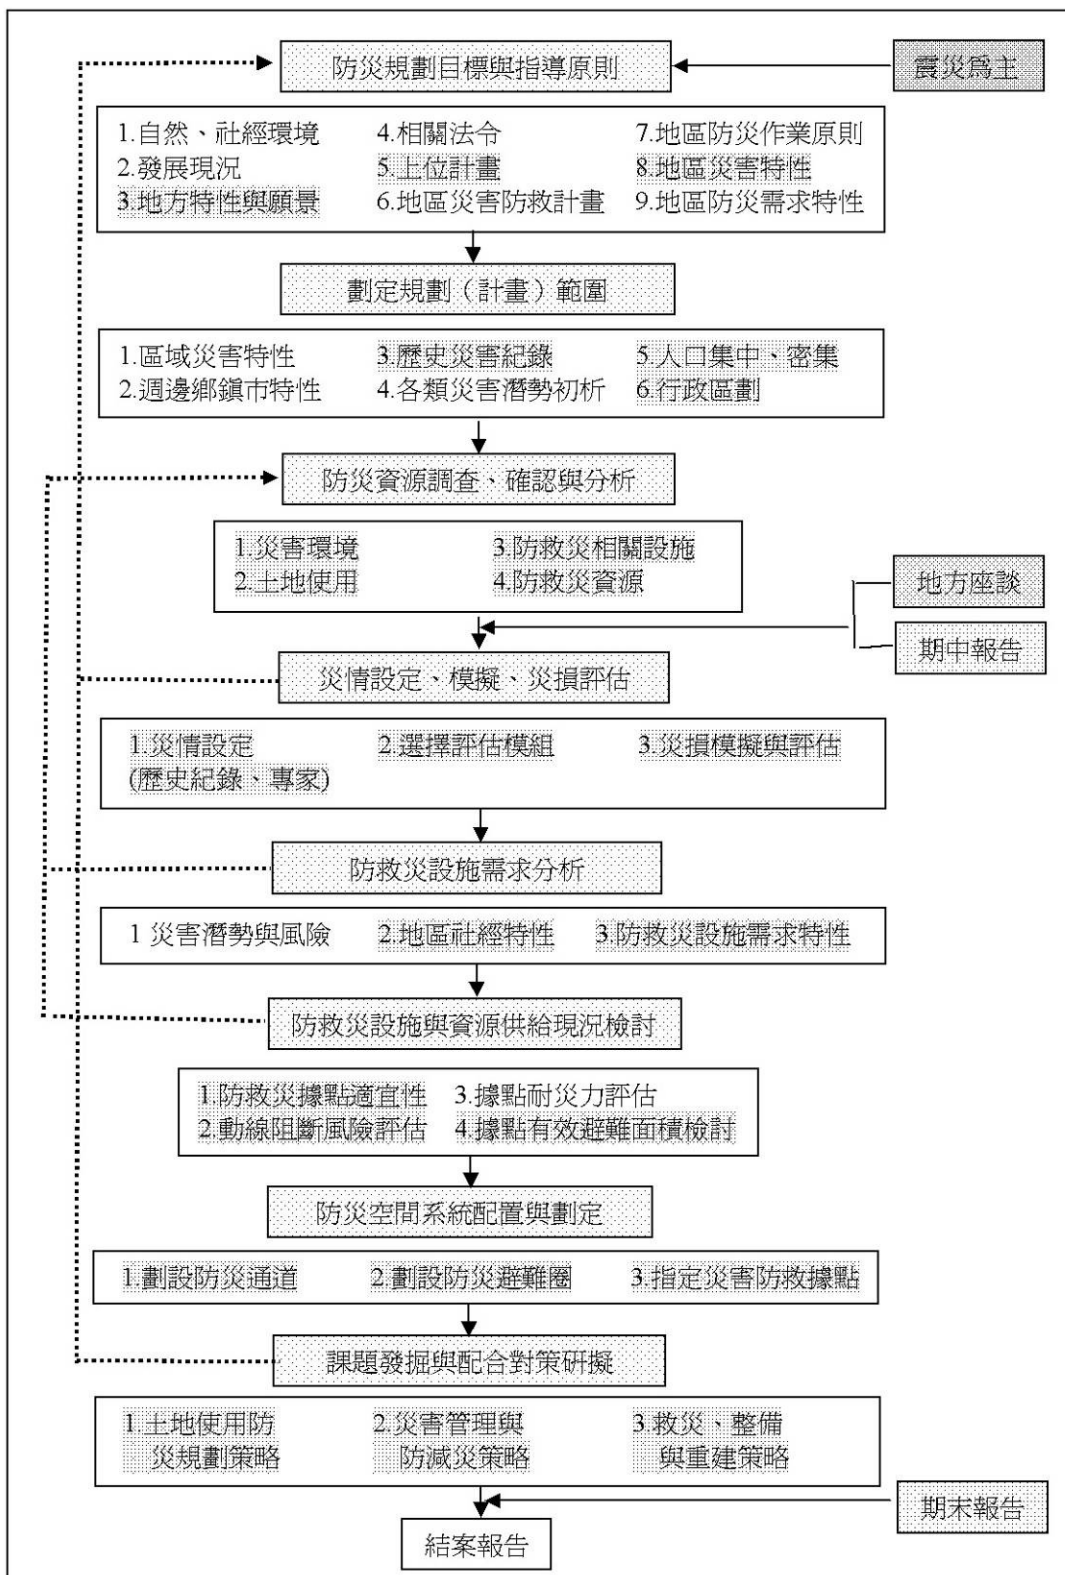 防災規劃目標與指導原則
震災為主
1.自然、社經環境
4.相關法令
7.地區防災作業原則
2.發展現況
5.上位計畫
8.地區災害特性
3.地方特性與願景
6.地區災害防救計畫
9.地區防災需求特性
劃定規劃（計畫）範圍
1.區域災害特性
3.歷史災害紀錄
5.人口集中、密集
2.週邊鄉鎮市特性
4.各類災害潛勢初析
6.行政區劃
防災資源調查、確認與分析
1.災害環境
3.防救災相關設施
2.土地使用
4.防救災資源
地方座談
期中報告
災情設定、模擬、災損評估
1.災情設定
2.選擇評估模組
3.災損模擬與評估
(歷史紀錄、專家)
防救災設施需求分析
1 災害潛勢與風險
2.地區社經特性
3.防救災設施需求特性
防救災設施與資源供給現況檢討
1.防救災據點適宜性
3.據點耐災力評估
2.動線阻斷風險評估
4.據點有效避難面積檢討
防災空間系統配置與劃定
1.劃設防災通道
2.劃設防災避難圈
3.指定災害防救據點
課題發掘與配合對策研擬
1.土地使用防
災規劃策略
2.災害管理與
防減災策略
3.救災、整備
與重建策略
期末報告
結案報告